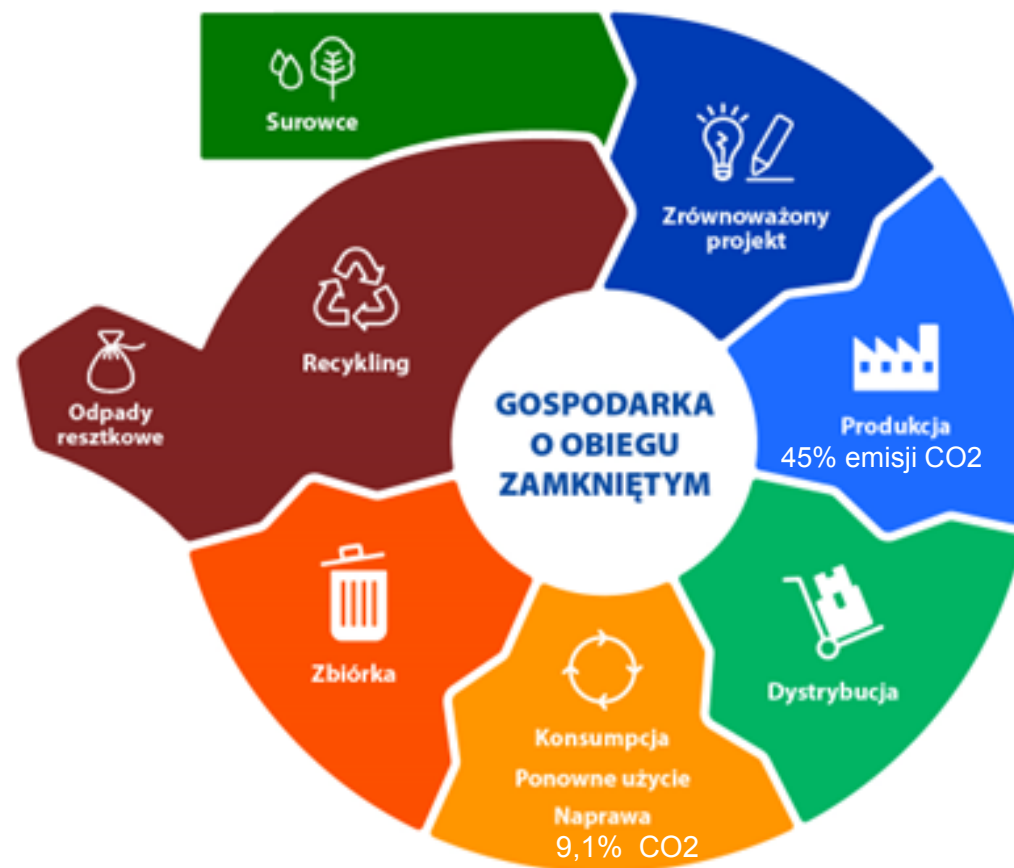 Surowce
Zrównoważony
projekt
Produkcja
45% emisji CO2
Dystrybucja
Konsumpcja
Ponowne użycie
Naprawa
9,1% CO2
Zbiórka
Recykling
Odpady
resztkowe
GOSPODARKA
O OBIEGU
ZAMKNIĘTYM